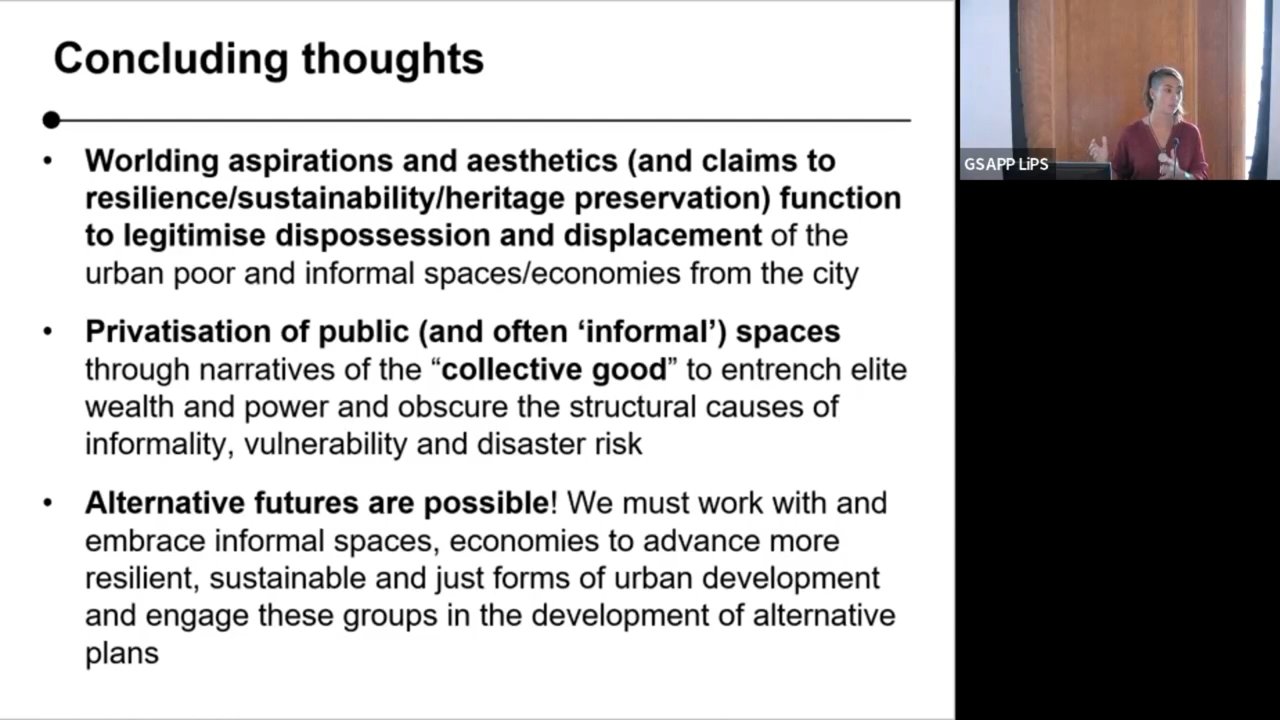 Concluding thoughts
• Worlding aspirations and aesthetics (and claims to
resilience/sustainability/heritage preservation) function
to legitimise dispossession and displacement of the
urban poor and informal spaces/economies from the city
• Privatisation of public (and often ‘informal’) spaces
through narratives of the “collective good” to entrench elite
wealth and power and obscure the structural causes of
informality, vulnerability and disaster risk
• Alternative futures are possible! We must work with and
embrace informal spaces, economies to advance more
resilient, sustainable and just forms of urban development
and engage these groups in the development of alternative
plans
GSAPP LiPS